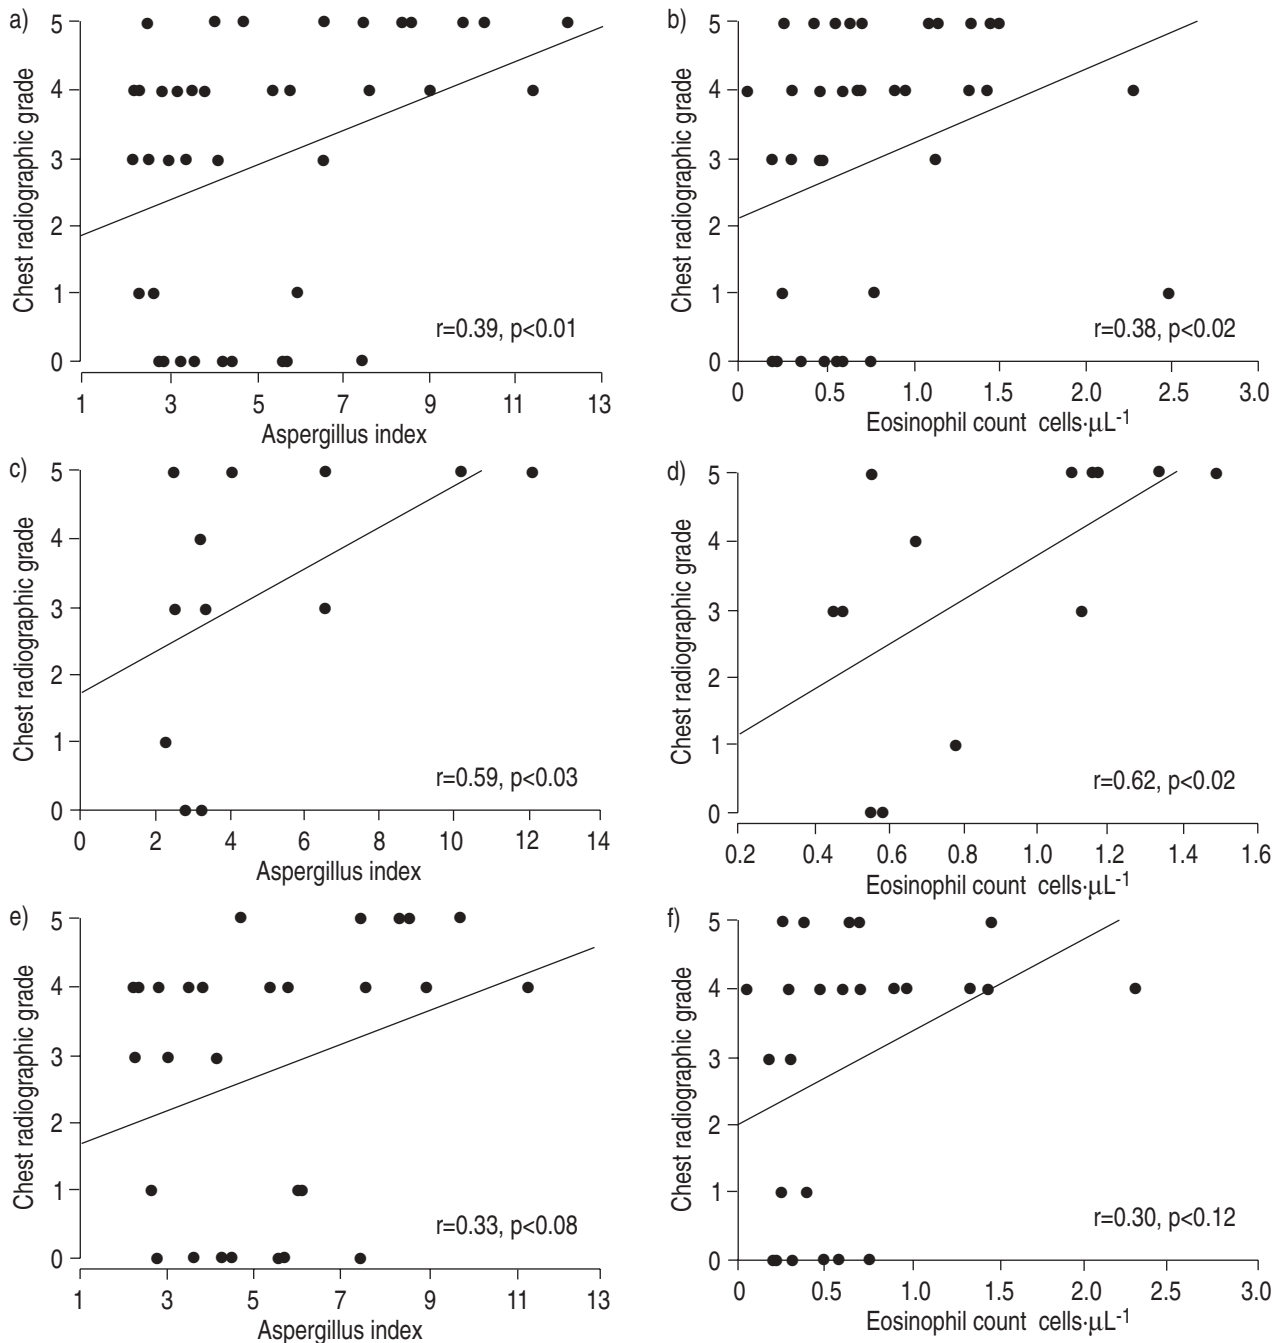 a)
5
4
3
2
1
0
Chest radiographic grade
r=0.39, p<0.01
1 3 5 7 9 11 13
Aspergillus index
b)
5
4
3
2
1
0
Chest radiographic grade
r=0.38, p<0.02
0 0.5 1.0 1.5 2.0 2.5 3.0
Eosinophil count cells·µL-1
c)
5
4
3
2
1
0
Chest radiographic grade
r=0.59, p<0.03
0 2 4 6 8 10 12 14
Aspergillus index
d)
5
4
3
2
1
0
Chest radiographic grade
r=0.62, p<0.02
0.2 0.4 0.6 0.8 1.0 1.2 1.4 1.6
Eosinophil count cells·µL-1
e)
5
4
3
2
1
0
Chest radiographic grade
r=0.33, p<0.08
1 3 5 7 9 11 13
Aspergillus index
f)
5
4
3
2
1
0
Chest radiographic grade
r=0.30, p<0.12
0 0.5 1.0 1.5 2.0 2.5 3.0
Eosinophil count cells·µL-1